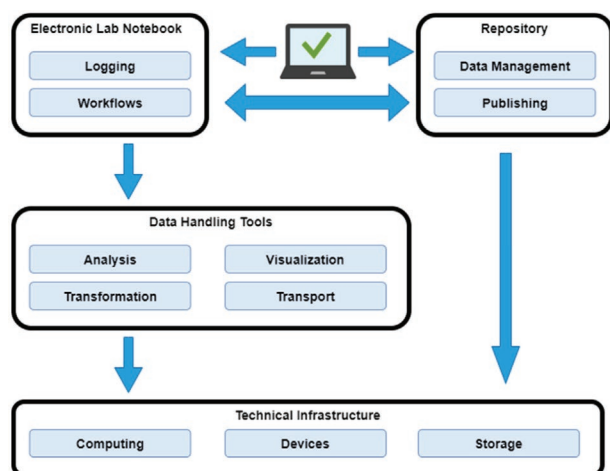 Electronic Lab Notebook
Logging
Workflows
Repository
Data Management
Publishing
Data Handling Tools
Analysis
Visualization
Transformation
Transport
Technical Infrastructure
Computing
Devices
Storage